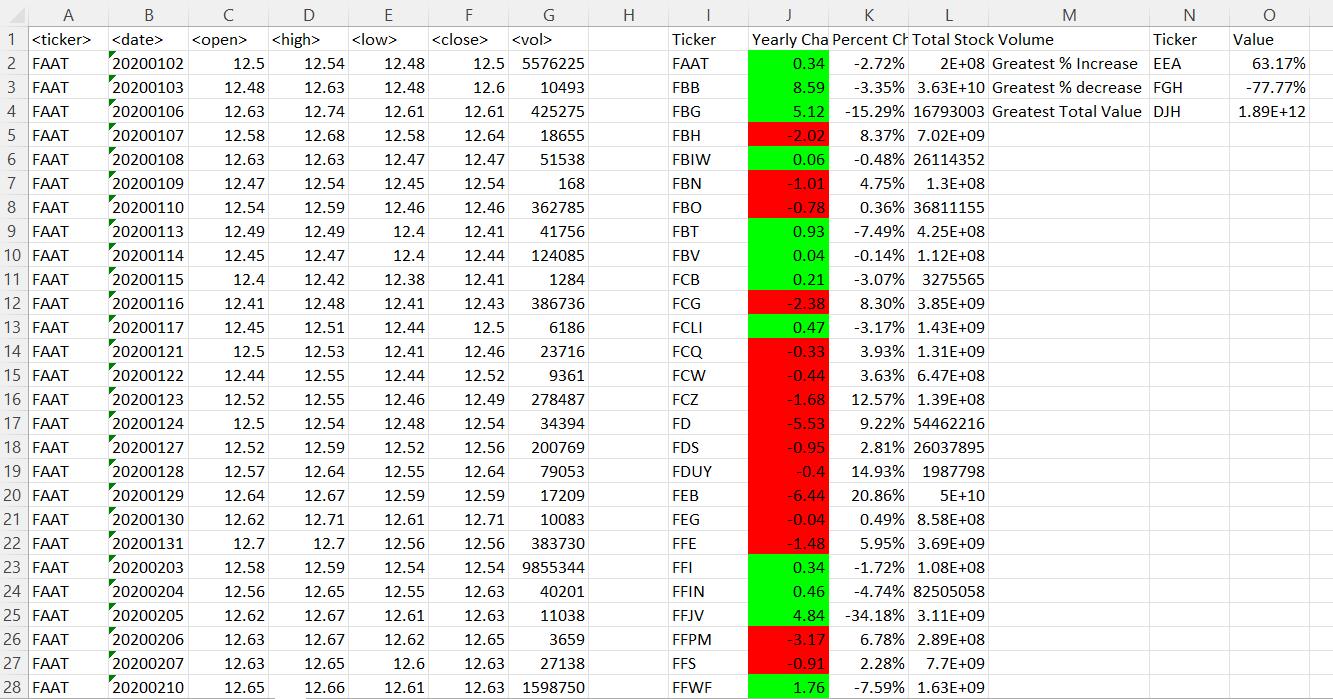 A B C D E F G H I J K L M N O
1 <ticker> <date> <open> <high> <low> <close> <vol> Ticker Yearly Cha Percent Ch Total Stock Volume Ticker Value
2 FAAT 20200102 12.5 12.54 12.48 12.5 5576225 FAAT 0.34 -2.72% 2E+08 Greatest % Increase EEA 63.17%
3 FAAT 20200103 12.48 12.63 12.48 12.6 10493 FBB 8.59 -3.35% 3.63E+10 Greatest % decrease FGH -77.77%
4 FAAT 20200106 12.63 12.74 12.61 12.61 425275 FBG 5.12 -15.29% 16793003 Greatest Total Value DJH 1.89E+12
5 FAAT 20200107 12.58 12.68 12.58 12.64 18655 FBH -2.02 8.37% 7.02E+09
6 FAAT 20200108 12.63 12.63 12.47 12.47 51538 FBIW 0.06 -0.48% 26114352
7 FAAT 20200109 12.47 12.54 12.45 12.54 168 FBN -1.01 4.75% 1.3E+08
8 FAAT 20200110 12.54 12.59 12.46 12.46 362785 FBO -0.78 0.36% 36811155
9 FAAT 20200113 12.49 12.49 12.4 12.41 41756 FBT 0.93 -7.49% 4.25E+08
10 FAAT 20200114 12.45 12.47 12.4 12.44 124085 FBV 0.04 -0.14% 1.12E+08
11 FAAT 20200115 12.4 12.42 12.38 12.41 1284 FCB 0.21 -3.07% 3275565
12 FAAT 20200116 12.41 12.48 12.41 12.43 386736 FCG -2.38 8.30% 3.85E+09
13 FAAT 20200117 12.45 12.51 12.44 12.5 6186 FCLI 0.47 -3.17% 1.43E+09
14 FAAT 20200121 12.5 12.53 12.41 12.46 23716 FCQ -0.33 3.93% 1.31E+09
15 FAAT 20200122 12.44 12.55 12.44 12.52 9361 FCW -0.44 3.63% 6.47E+08
16 FAAT 20200123 12.52 12.55 12.46 12.49 278487 FCZ -1.68 12.57% 1.39E+08
17 FAAT 20200124 12.5 12.54 12.48 12.54 34394 FD -5.53 9.22% 54462216
18 FAAT 20200127 12.52 12.59 12.52 12.56 200769 FDS -0.95 2.81% 26037895
19 FAAT 20200128 12.57 12.64 12.55 12.64 79053 FDUY -0.4 14.93% 1987798
20 FAAT 20200129 12.64 12.67 12.59 12.59 17209 FEB -6.44 20.86% 5E+10
21 FAAT 20200130 12.62 12.71 12.61 12.71 10083 FEG -0.04 0.49% 8.58E+08
22 FAAT 20200131 12.7 12.7 12.56 12.56 383730 FFE -1.48 5.95% 3.69E+09
23 FAAT 20200203 12.58 12.59 12.54 12.54 9855344 FFI 0.34 -1.72% 1.08E+08
24 FAAT 20200204 12.56 12.65 12.55 12.63 40201 FFIN 0.46 -4.74% 82505058
25 FAAT 20200205 12.62 12.67 12.61 12.63 11038 FFJV 4.84 -34.18% 3.11E+09
26 FAAT 20200206 12.63 12.67 12.62 12.65 3659 FFPM -3.17 6.78% 2.89E+08
27 FAAT 20200207 12.63 12.65 12.6 12.63 27138 FFS -0.91 2.28% 7.7E+09
28 FAAT 20200210 12.65 12.66 12.61 12.63 1598750 FFWF 1.76 -7.59% 1.63E+09